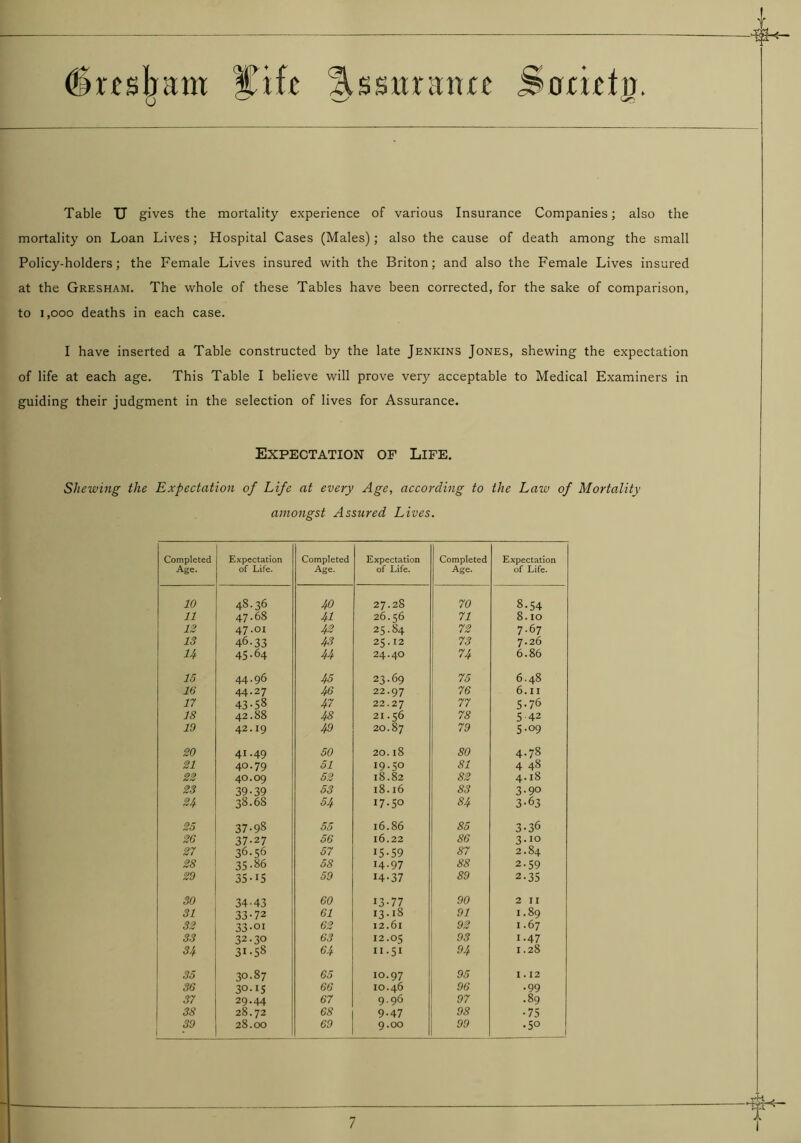 Gresham Life Assurance Society.
Table U gives the mortality experience of various Insurance Companies; also the
mortality on Loan Lives; Hospital Cases (Males); also the cause of death among the small
Policy-holders; the Female Lives insured with the Briton; and also the Female Lives insured
at the Gresham. The whole of these Tables have been corrected, for the sake of comparison,
to 1,000 deaths in each case.
I have inserted a Table constructed by the late Jenkins Jones, shewing the expectation
of life at each age. This Table I believe will prove very acceptable to Medical Examiners in
guiding their judgment in the selection of lives for Assurance.
Expectation of Life.
Shewing the Expectation of Life at every Age, according to the Law of Mortality
amongst Assured Lives.
Completed Age. Expectation of Life. Completed Age. Expectation of Life. Completed Age. Expectation of Life.
10 48.36 40 27.28 70 8.54
11 47.68 41 26.56 71 8.10
12 47.01 42 25.84 72 7.67
13 46.33 43 25.12 73 7.26
14 45.64 44 24.40 74 6.86
15 44.96 45 23.69 75 6.48
16 44.27 46 22.97 76 6.11
17 43.58 47 22.27 77 5.76
18 42.88 48 21.56 78 5 42
19 42.19 49 20.87 79 5.09
20 41.49 50 20.18 80 4.78
21 40.79 51 19.50 81 4 48
22 40.09 52 18.82 82 4.18
23 39.39 53 18.16 83 3.90
24 38.68 54 17.50 84 3.63
25 37.98 55 16.86 85 3.36
26 37.27 56 16.22 86 3.10
27 36.56 57 15.59 87 2.84
28 35.86 58 14.97 88 2.59
29 35.15 59 14.37 89 2.35
30 34.43 60 13.77 90 2 11
31 33.72 61 13.18 91 1.89
32 33.01 62 12.61 92 1.67
33 32.30 63 12.05 93 1.47
34 31.58 64 11.51 94 1.28
35 30.87 65 10.97 95 1.12
36 30.15 66 10.46 96 .99
37 29.44 67 9.96 97 .89
38 28.72 68 9.47 98 .75
39 28.00 69 9.00 99 .50
7